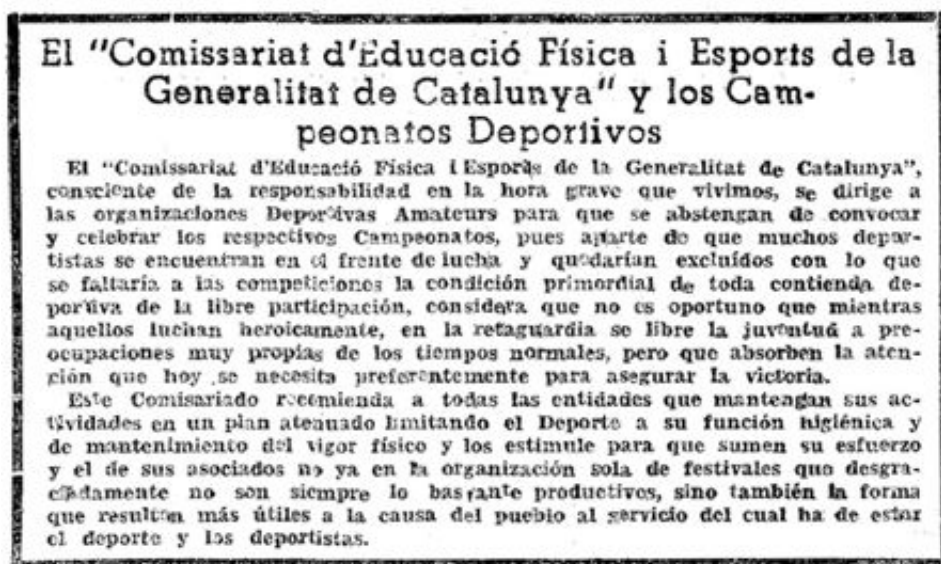 El "Comissariat d'Educació Física i Esports de la
Generalitat de Catalunya" y los Cam-
peonatos Deportivos
El "Comissariat d'Educació Física i Esports de la Generalitat de Catalunya",
consciente de la responsabilidad en la hora grave que vivimos, se dirige a
las organizaciones Deportivas Amateurs para que se abstengan de convocar
y celebrar los respectivos Campeonatos, pues aparte de que muchos depar-
tistas se encuentran en el frente de lucha y quedarían excluídos con lo que
se faltaría a las competiciones la condición primordial de toda contienda de-
portiva de la libre participación, considera que no es oportuno que mientras
aquellos luchan heroicamente, en la retaguardia se libre la juventud a pre-
ocupaciones muy propias de los tiempos normales, pero que absorben la aten-
ción que hoy se necesita preferentemente para asegurar la victoria.
Este Comisariado recomienda a todas las entidades que mantengan sus ac-
tividades en un plan atenuado limitando el Deporte a su función higiénica y
de mantenimiento del vigor físico y los estimule para que sumen su esfuerzo
y el de sus asociados no ya en la organización sola de festivales que desgra-
ciadamente no son siempre lo bastante productivos, sino también la forma
que resulten más útiles a la causa del pueblo al servicio del cual ha de estar
el deporte y los deportistas.